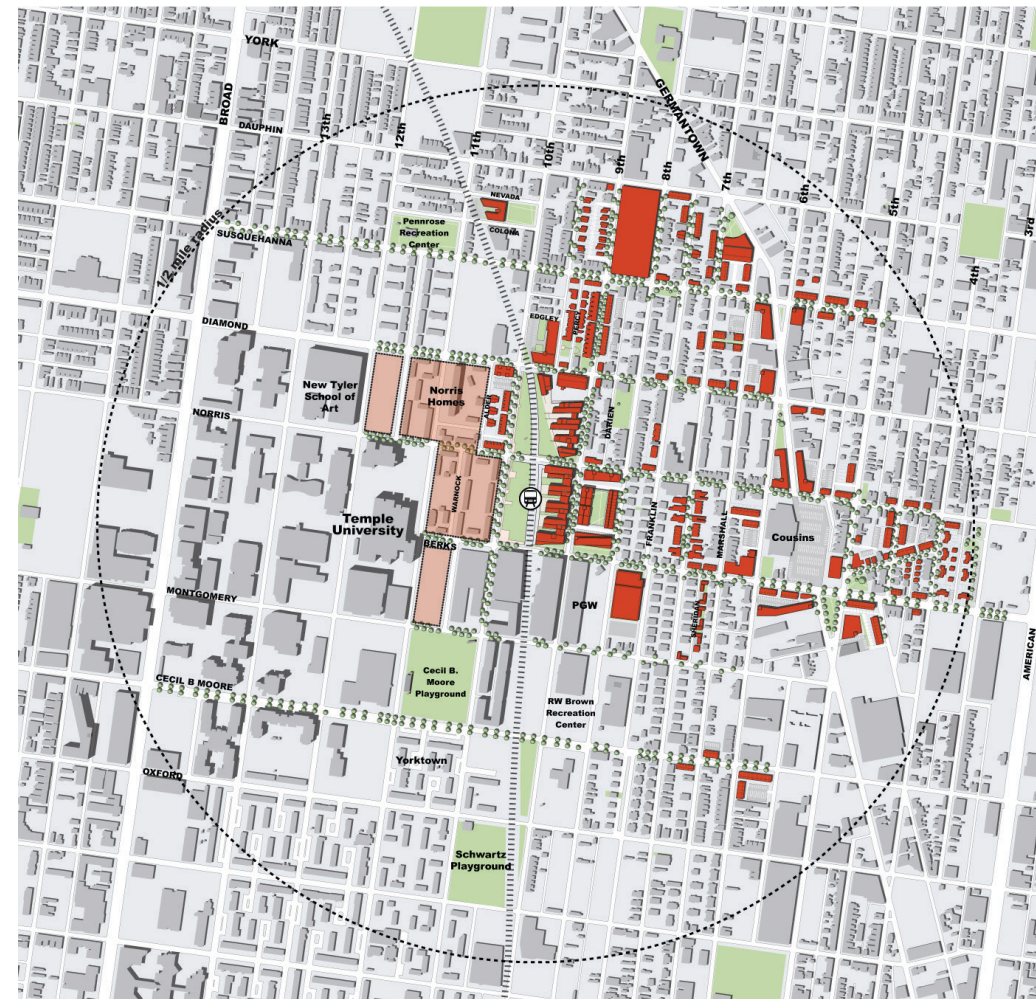 YORK
BROAD
GERMANTOWN
DAUPHIN
13th
12th
11th
10th
9th
8th
7th
6th
5th
4th
3rd
NEVADA
COLONA
Pennrose
Recreation
Center
1/2 mile radius
SUSQUEHANNA
DIAMOND
EDGLEY
PERCY
New Tyler
School of
Art
Norris
Homes
ALDER
DARIEN
NORRIS
WARNOCK
Temple
University
FRANKLIN
MARSHALL
Cousins
BERKS
MONTGOMERY
PGW
SHERIDAN
AMERICAN
CECIL B MOORE
Cecil B.
Moore
Playground
RW Brown
Recreation
Center
Yorktown
OXFORD
Schwartz
Playground